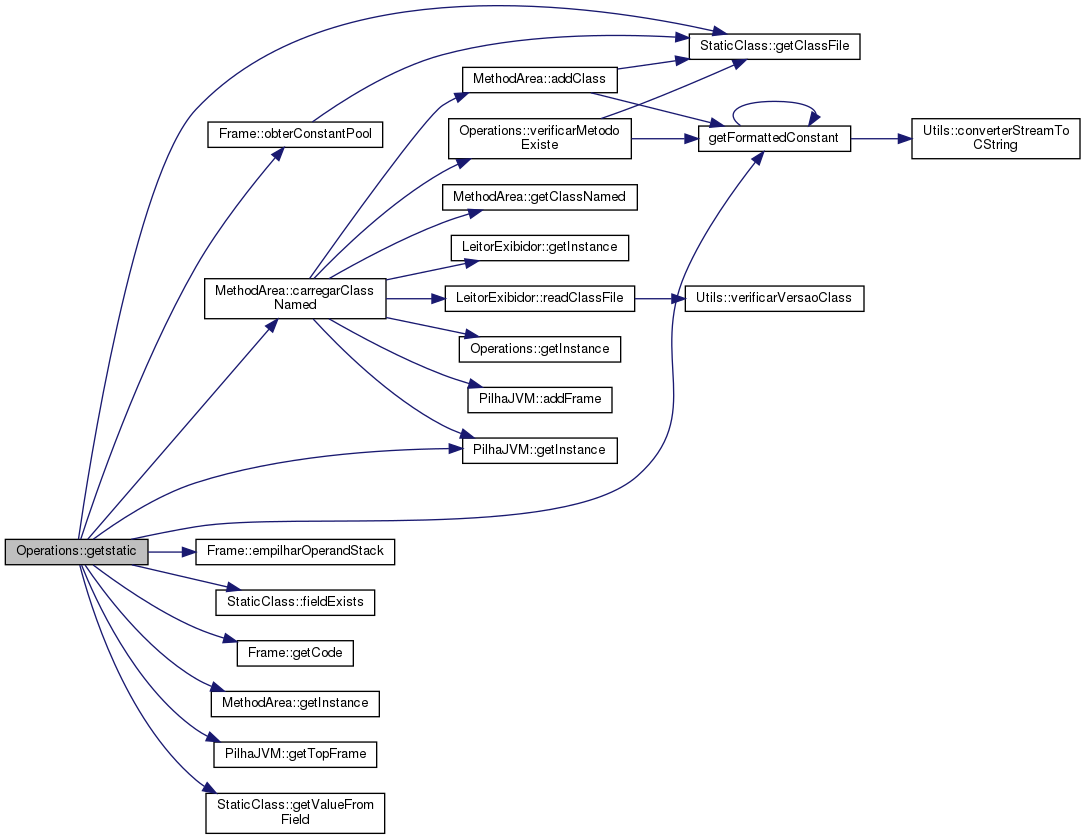 StaticClass::getClassFile
MethodArea::addClass
Frame::obterConstantPool
Operations::verificarMetodo
Existe
getFormattedConstant
Utils::converterStreamTo
CString
MethodArea::getClassNamed
LeitorExibidor::getInstance
MethodArea::carregarClass
Named
LeitorExibidor::readClassFile
Utils::verificarVersaoClass
Operations::getInstance
PilhaJVM::addFrame
PilhaJVM::getInstance
Operations::getstatic
Frame::empilharOperandStack
StaticClass::fieldExists
Frame::getCode
MethodArea::getInstance
PilhaJVM::getTopFrame
StaticClass::getValueFrom
Field